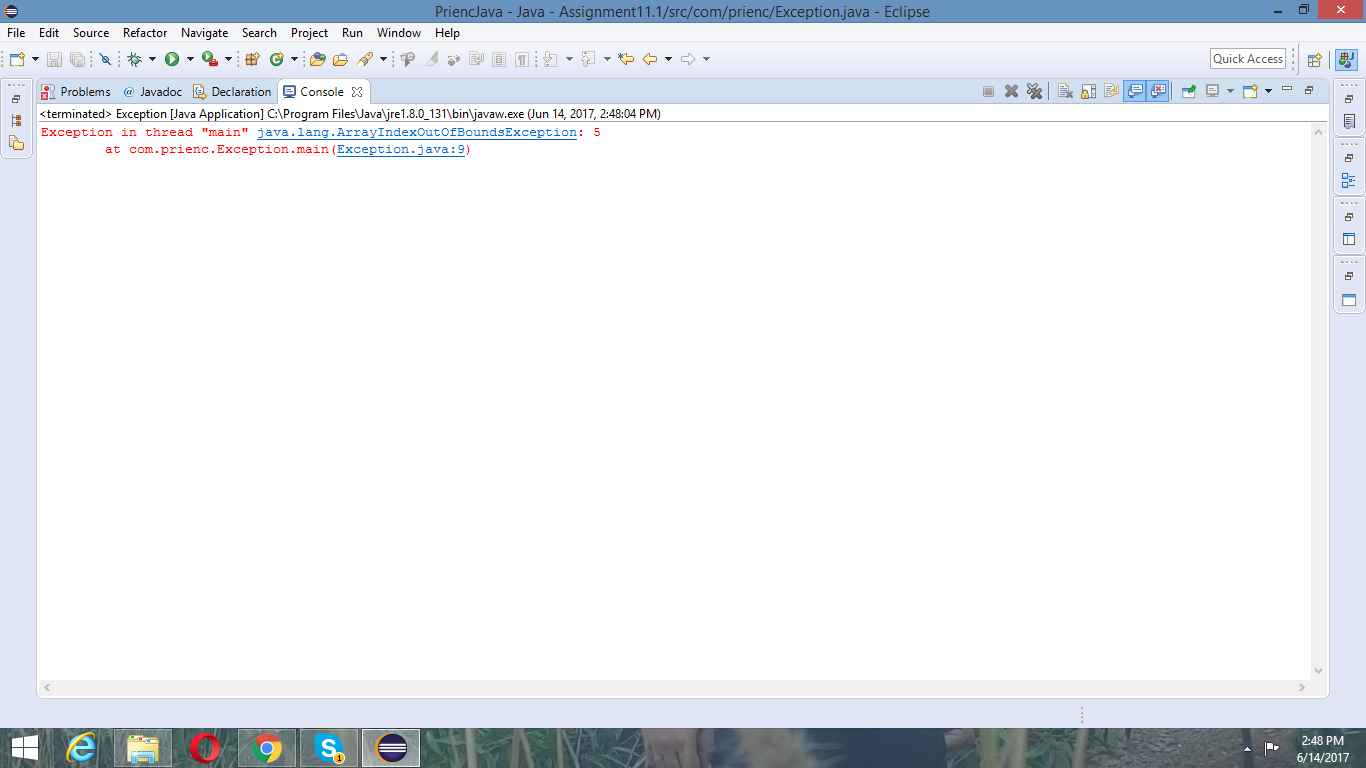 PriencJava - Java - Assignment11.1/src/com/prienc/Exception.java - Eclipse
File Edit Source Refactor Navigate Search Project Run Window Help
Quick Access
Problems @ Javadoc Declaration Console
<terminated> Exception [Java Application] C:\Program Files\Java\jre1.8.0_131\bin\javaw.exe (Jun 14, 2017, 2:48:04 PM)
Exception in thread "main" java.lang.ArrayIndexOutOfBoundsException: 5
at com.prienc.Exception.main(Exception.java:9)
2:48 PM
6/14/2017
1